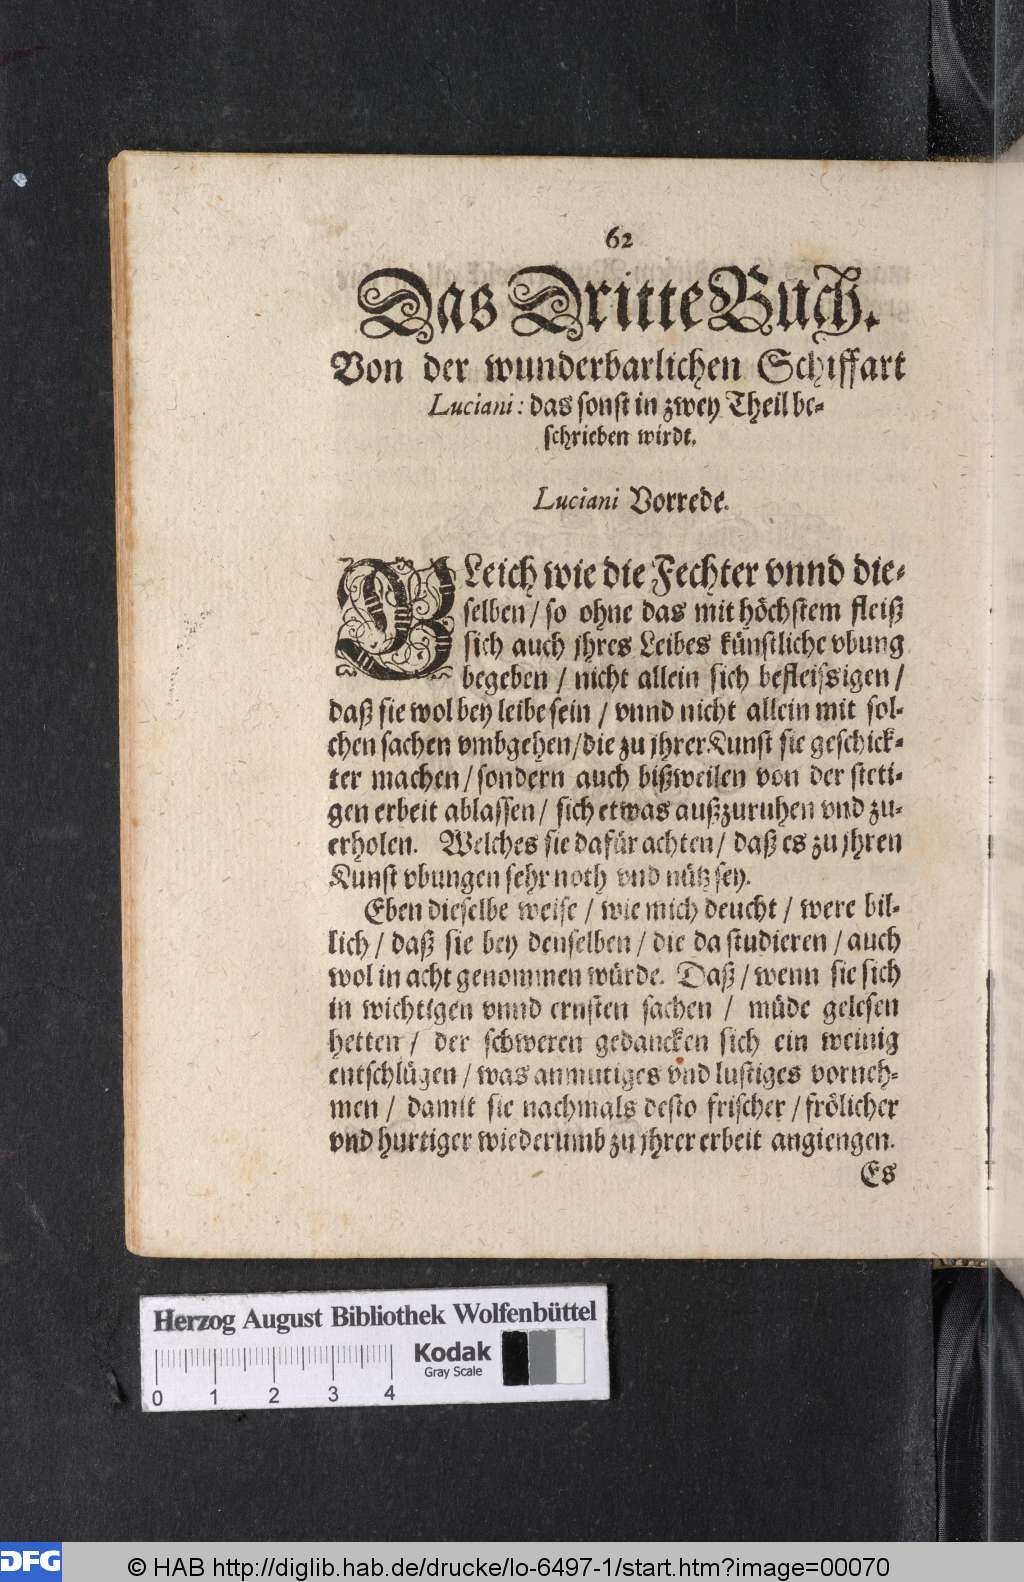 62
Das Dritte Buch.
Von der wunderbarlichen Schiffart
Luciani: das sonst in zwey Theil be-
schrieben wirdt.
Luciani Vorrede.
GLeich wie die Fechter vnnd die-
selben / so ohne das mit höchstem fleiß
sich auch jhres Leibes künstliche vbung
begeben / nicht allein sich befleissigen /
daß sie wol bey leibe sein / vnnd nicht allein mit sol-
chen sachen vmbgehen / die zu jhrer Kunst sie geschick-
ter machen / sondern auch bißweilen von der steti-
gen erbeit ablassen / sich etwas außzuruhen vnd zu-
erholen. Welches sie dafür achten / daß es zu jhren
Kunst vbungen sehr noth vnd nütz sey.
Eben dieselbe weise / wie mich deucht / were bil-
lich / daß sie bey denselben / die da studieren / auch
wol in acht genommen würde. Daß / wenn sie sich
in wichtigen vnnd ernsten sachen / müde gelesen
hetten / der schweren gedancken sich ein weinig
entschlügen / was anmutiges vnd lustiges vorneh-
men / damit sie nachmals desto frischer / frölicher
vnd hurtiger wiederumb zu jhrer erbeit angiengen.
Es
Herzog August Bibliothek Wolfenbüttel
Kodak
Gray Scale
0 1 2 3 4
DFG
© HAB http://diglib.hab.de/drucke/lo-6497-1/start.htm?image=00070